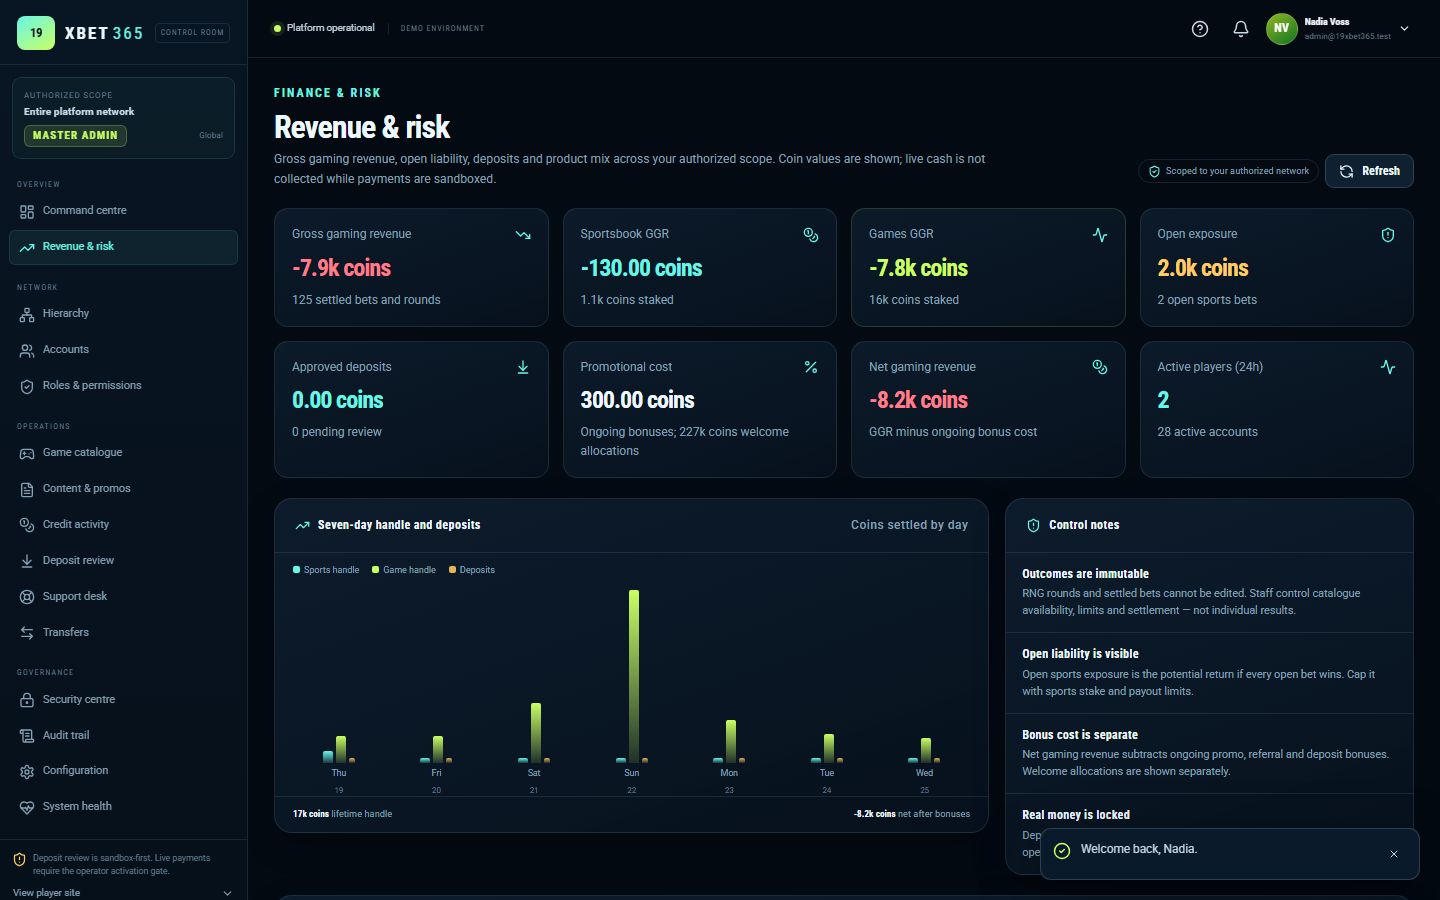 19 XBET 365 CONTROL ROOM
AUTHORIZED SCOPE
Entire platform network
MASTER ADMIN Global
OVERVIEW
Command centre
Revenue & risk
NETWORK
Hierarchy
Accounts
Roles & permissions
OPERATIONS
Game catalogue
Content & promos
Credit activity
Deposit review
Support desk
Transfers
GOVERNANCE
Security centre
Audit trail
Configuration
System health
Deposit review is sandbox-first. Live payments
require the operator activation gate.
View player site
Platform operational DEMO ENVIRONMENT
NV Nadia Voss
admin@19xbet365.test
FINANCE & RISK
Revenue & risk
Gross gaming revenue, open liability, deposits and product mix across your authorized scope. Coin values are shown; live cash is not
collected while payments are sandboxed.
Scoped to your authorized network Refresh
Gross gaming revenue
-7.9k coins
125 settled bets and rounds
Sportsbook GGR
-130.00 coins
1.1k coins staked
Games GGR
-7.8k coins
16k coins staked
Open exposure
2.0k coins
2 open sports bets
Approved deposits
0.00 coins
0 pending review
Promotional cost
300.00 coins
Ongoing bonuses; 227k coins welcome
allocations
Net gaming revenue
-8.2k coins
GGR minus ongoing bonus cost
Active players (24h)
2
28 active accounts
Seven-day handle and deposits Coins settled by day
Sports handle Game handle Deposits
Thu Fri Sat Sun Mon Tue Wed
19 20 21 22 23 24 25
17k coins lifetime handle -8.2k coins net after bonuses
Control notes
Outcomes are immutable
RNG rounds and settled bets cannot be edited. Staff control catalogue
availability, limits and settlement — not individual results.
Open liability is visible
Open sports exposure is the potential return if every open bet wins. Cap it
with sports stake and payout limits.
Bonus cost is separate
Net gaming revenue subtracts ongoing promo, referral and deposit bonuses.
Welcome allocations are shown separately.
Real money is locked
Welcome back, Nadia.